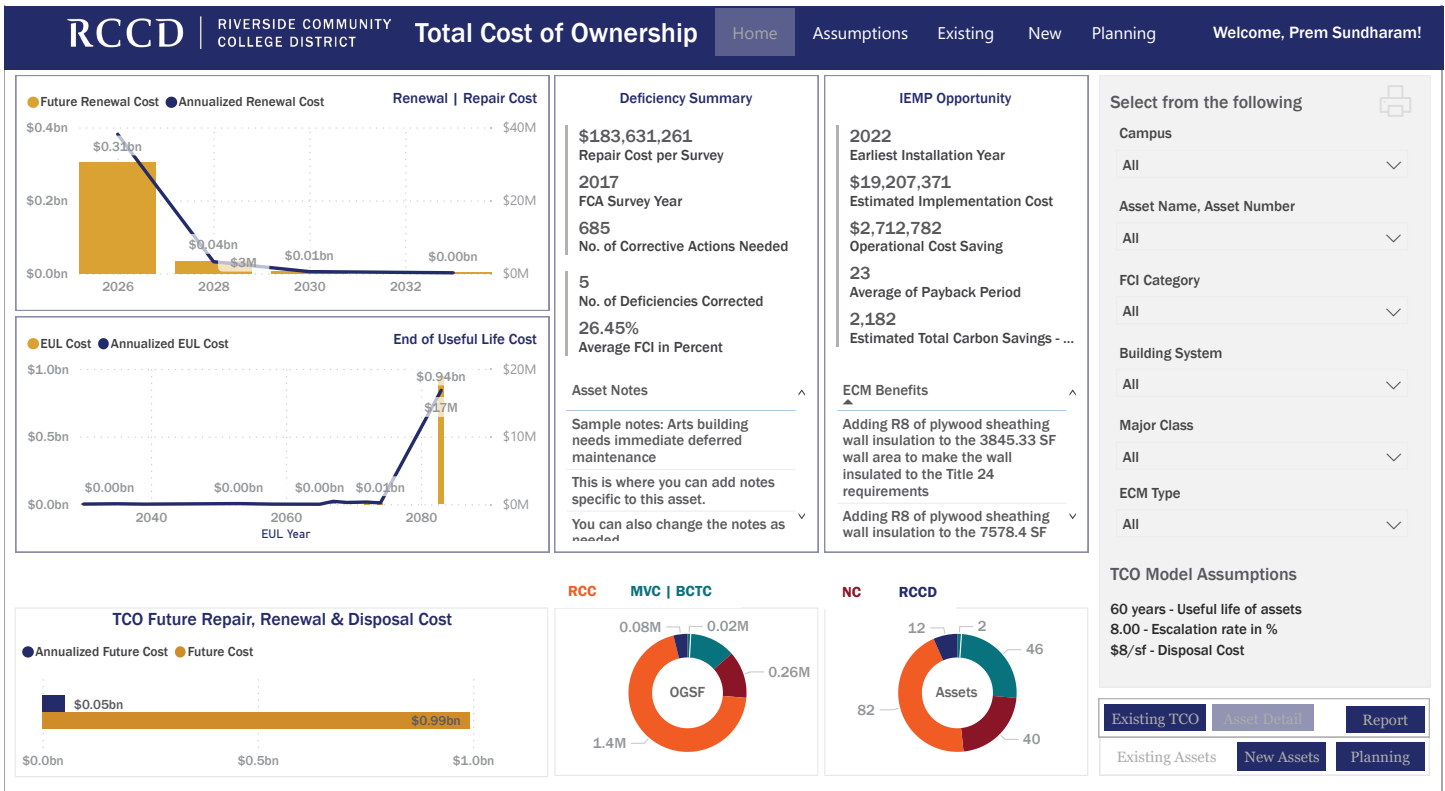 RCCD
RIVERSIDE COMMUNITY
COLLEGE DISTRICT
Total Cost of Ownership
Home
Assumptions
Existing
New
Planning
Welcome, Prem Sundharam!
Future Renewal Cost
Annualized Renewal Cost
Renewal | Repair Cost
$0.4bn
$40M
$0.31bn
$0.2bn
$20M
$0.04bn
$3M
$0.01bn
$0.00bn
$0.0bn
$0M
2026
2028
2030
2032
EUL Cost
Annualized EUL Cost
End of Useful Life Cost
$1.0bn
$20M
$0.94bn
$17M
$0.5bn
$10M
$0.00bn
$0.00bn
$0.00bn
$0.01bn
$0.0bn
$0M
2040
2060
2080
EUL Year
Deficiency Summary
$183,631,261
Repair Cost per Survey
2017
FCA Survey Year
685
No. of Corrective Actions Needed
5
No. of Deficiencies Corrected
26.45%
Average FCI in Percent
Asset Notes
Sample notes: Arts building
needs immediate deferred
maintenance
This is where you can add notes
specific to this asset.
You can also change the notes as
needed
IEMP Opportunity
2022
Earliest Installation Year
$19,207,371
Estimated Implementation Cost
$2,712,782
Operational Cost Saving
23
Average of Payback Period
2,182
Estimated Total Carbon Savings - ...
ECM Benefits
Adding R8 of plywood sheathing
wall insulation to the 3845.33 SF
wall area to make the wall
insulated to the Title 24
requirements
Adding R8 of plywood sheathing
wall insulation to the 7578.4 SF
Select from the following
Campus
All
Asset Name, Asset Number
All
FCI Category
All
Building System
All
Major Class
All
ECM Type
All
TCO Model Assumptions
60 years - Useful life of assets
8.00 - Escalation rate in %
$8/sf - Disposal Cost
Existing TCO
Asset Detail
Report
Existing Assets
New Assets
Planning
TCO Future Repair, Renewal & Disposal Cost
Annualized Future Cost
Future Cost
$0.05bn
$0.99bn
$0.0bn
$0.5bn
$1.0bn
RCC
MVC | BCTC
NC
RCCD
0.08M
0.02M
0.26M
OGSF
1.4M
12
2
46
Assets
82
40